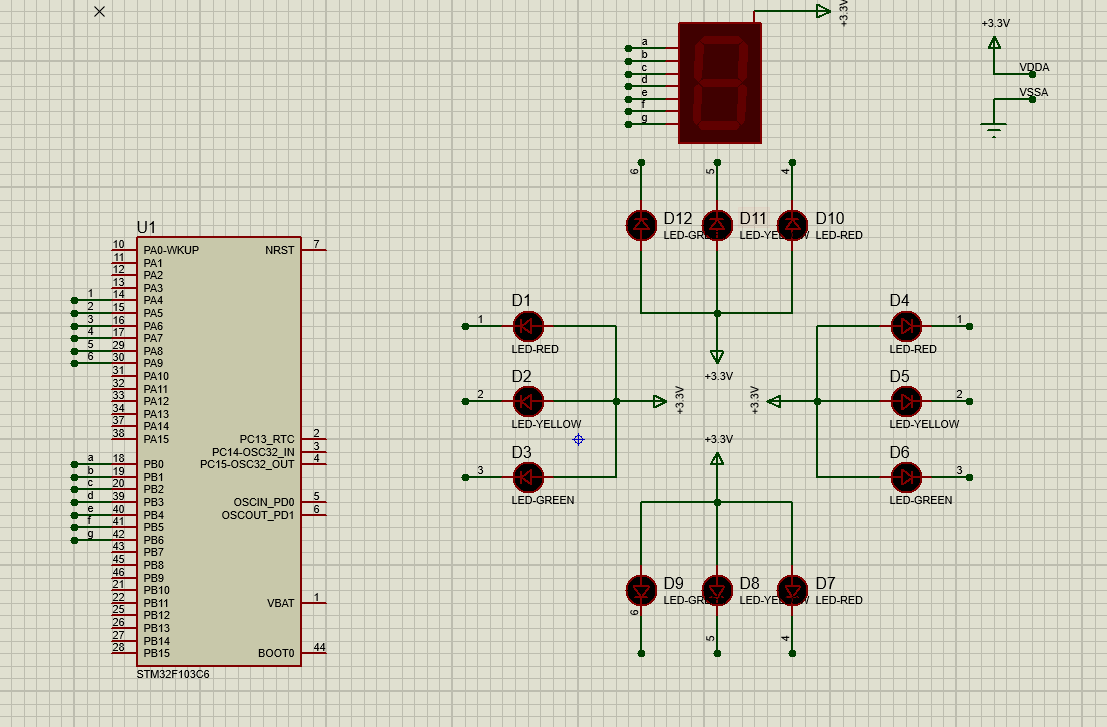 +3.3V
a
b
c
d
e
f
g
+3.3V
VDDA
VSSA
6
5
4
D12
LED-GR
D11
LED-YE
D10
LED-RED
U1
10 PA0-WKUP NRST 7
11 PA1
12 PA2
13 PA3
1 14 PA4
2 15 PA5
3 16 PA6
4 17 PA7
5 29 PA8
6 30 PA9
31 PA10
32 PA11
33 PA12
34 PA13
37 PA14
38 PA15 PC13_RTC 2
PC14-OSC32_IN 3
a 18 PB0 PC15-OSC32_OUT 4
b 19 PB1
c 20 PB2
d 39 PB3 OSCIN_PD0 5
e 40 PB4 OSCOUT_PD1 6
f 41 PB5
g 42 PB6
43 PB7
45 PB8
46 PB9
21 PB10
22 PB11 VBAT 1
25 PB12
26 PB13
27 PB14
28 PB15 BOOT0 44
STM32F103C6
D1
1
LED-RED
D2
2
LED-YELLOW
D3
3
LED-GREEN
+3.3V
+3.3V
+3.3V
+3.3V
D4
1
LED-RED
D5
2
LED-YELLOW
D6
3
LED-GREEN
D9
LED-GR
D8
LED-YE
D7
LED-RED
6
5
4